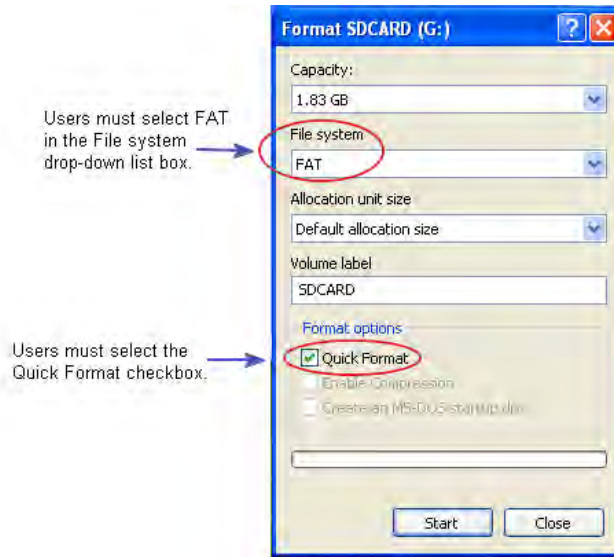 Format SDCARD (G:)
Capacity:
1.83 GB
Users must select FAT
in the File system
drop-down list box.
File system
FAT
Allocation unit size
Default allocation size
Volume label
SDCARD
Format options
Users must select the
Quick Format checkbox.
Quick Format
Enable Compression
Create an MS-DOS startup disk
Start
Close